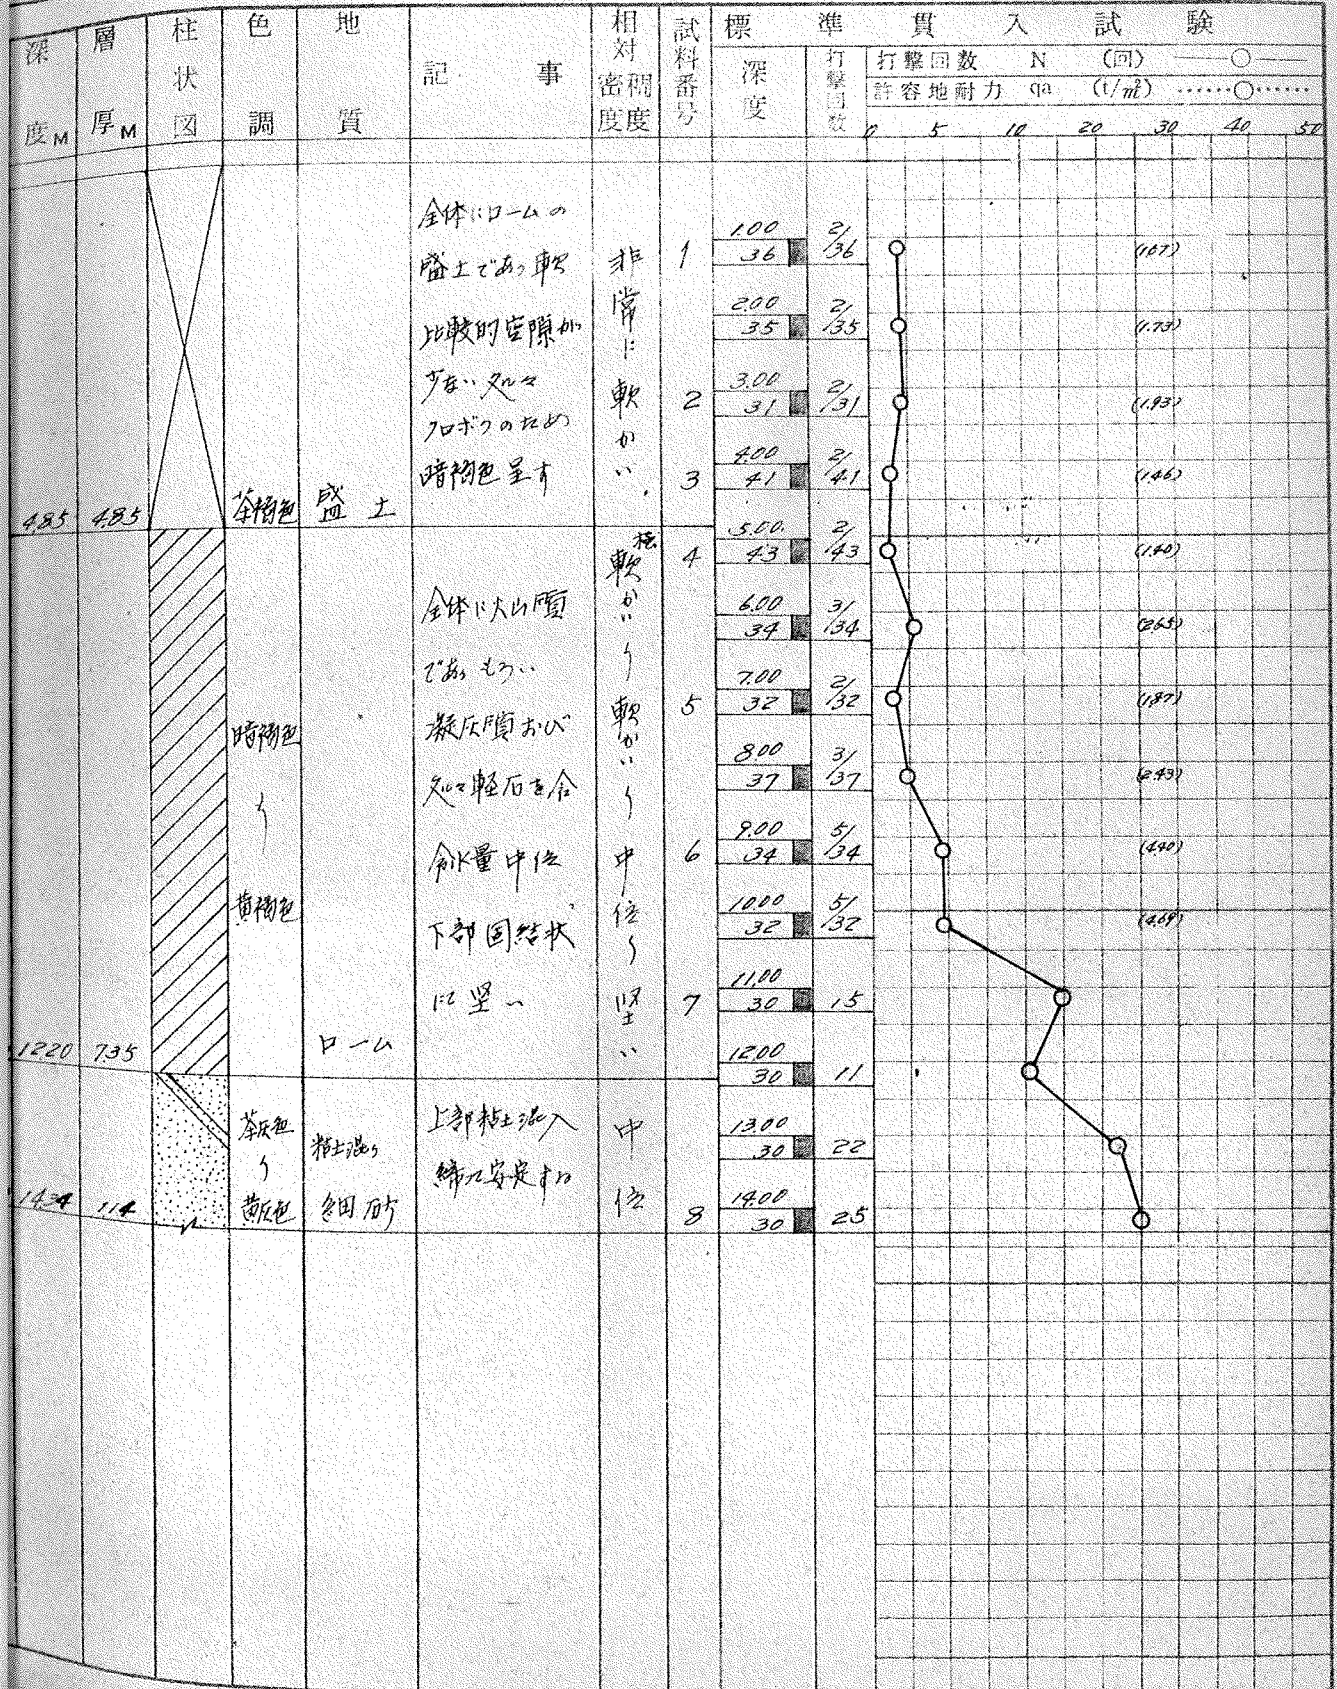 深度M
層厚M
柱状図
色調
地質
記事
相対密度
稠度
試料番号
標準貫入試験
深度
打撃回数
打撃回数 N (回) ——○——
許容地耐力 qa (t/㎡) ……○……
0 5 10 20 30 40 50
4.85 4.85 茶褐色 盛土
全体にロームの
盛土であり軟
比較的空隙が
少ない 処々
クロボクのため
暗褐色呈す
非常に軟かい
1
2
3
1.00 2/
36 /36 (1.67)
2.00 2/
35 /35 (1.73)
3.00 2/
31 /31 (1.93)
4.00 2/
41 /41 (1.46)
5.00 2/
43 /43 (1.40)
12.20 7.35
暗褐色
〜
黄褐色
ローム
全体に火山質
であり もろい
凝灰質および
処々軽石を含
含水量中位
下部固結状
にて堅い
極軟かい〜軟かい〜中位〜堅い
4
5
6
7
6.00 3/
34 /34 (2.65)
7.00 2/
32 /32 (1.87)
8.00 3/
37 /37 (2.43)
9.00 5/
34 /34 (4.40)
10.00 5/
32 /32 (4.69)
11.00
30 15
12.00
30 11
14.34 114
茶灰色
〜
黄灰色
粘土混り
細砂
上部粘土混入
締って安定する
中位
8
13.00
30 22
14.00
30 25